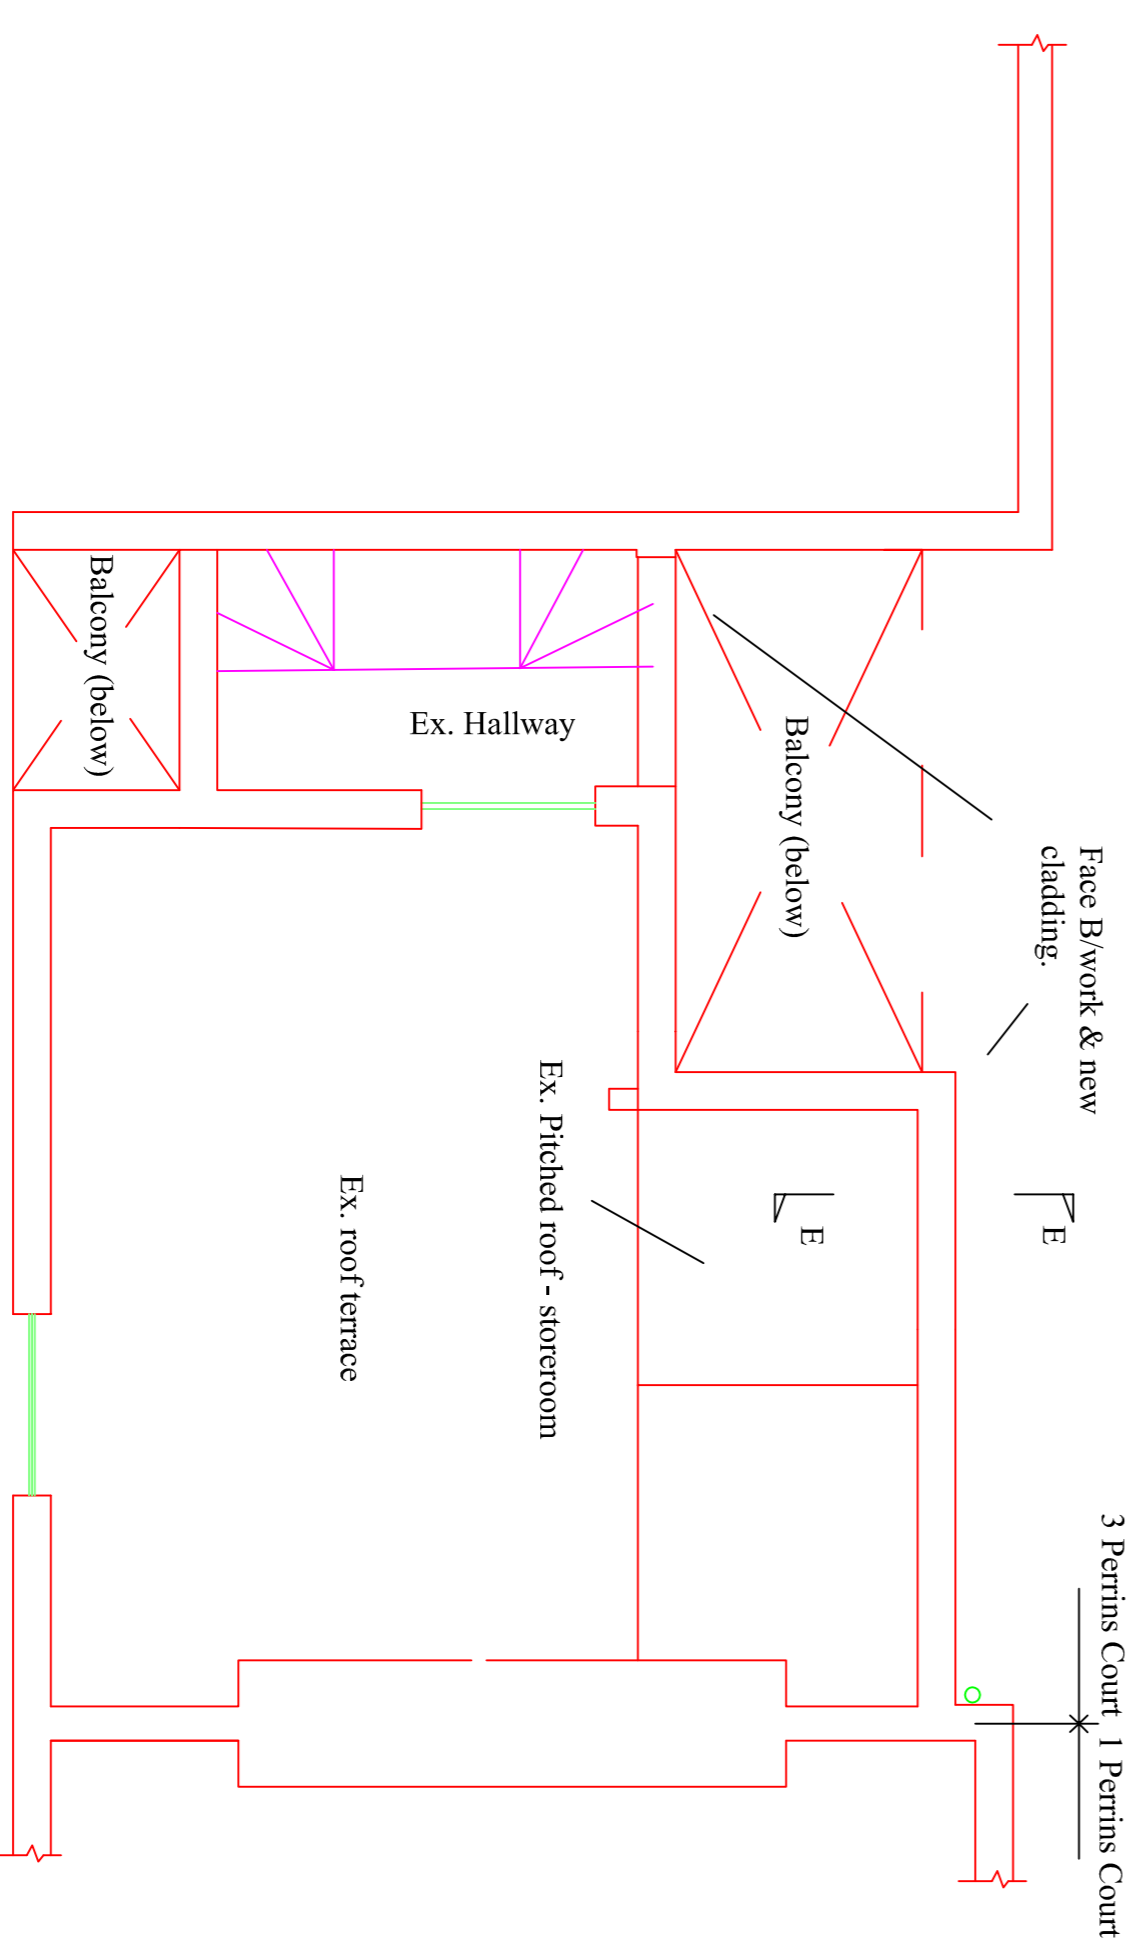 3 Perrins Court
1 Perrins Court
Face B/work & new
cladding.
E
E
Balcony (below)
Ex. Pitched roof - storeroom
Ex. Hallway
Ex. roof terrace
Balcony (below)